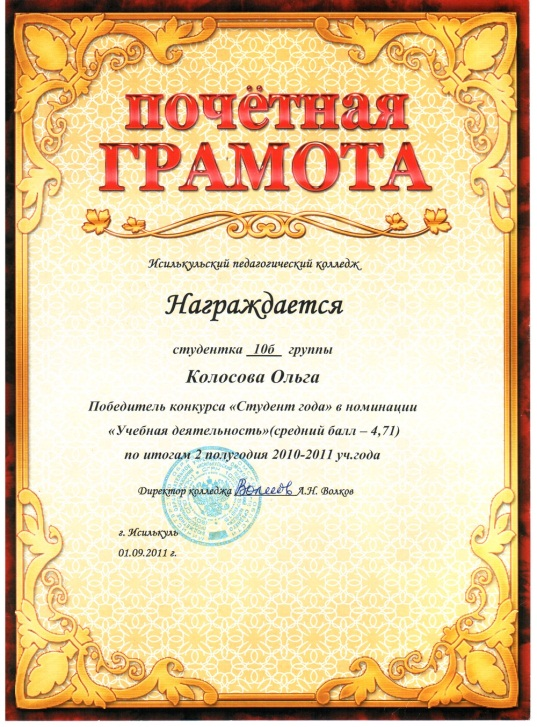 почётная
ГРАМОТА
Исилькульский педагогический колледж
Награждается
студентка 10б группы
Колосова Ольга
Победитель конкурса «Студент года» в номинации
«Учебная деятельность»(средний балл – 4,71)
по итогам 2 полугодия 2010-2011 уч.года
Директор колледжа Волков А.Н. Волков
г. Исилькуль
01.09.2011 г.